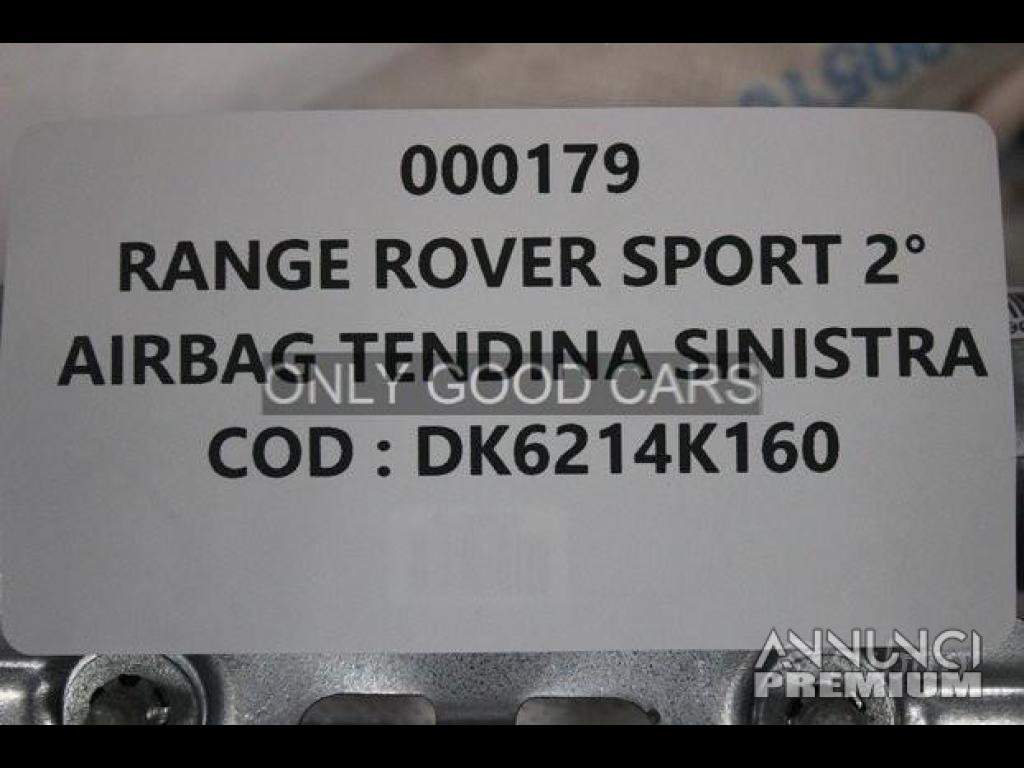 000179
RANGE ROVER SPORT 2°
AIRBAG TENDINA SINISTRA
ONLY GOOD CARS
COD : DK6214K160
ANNUNCI
PREMIUM